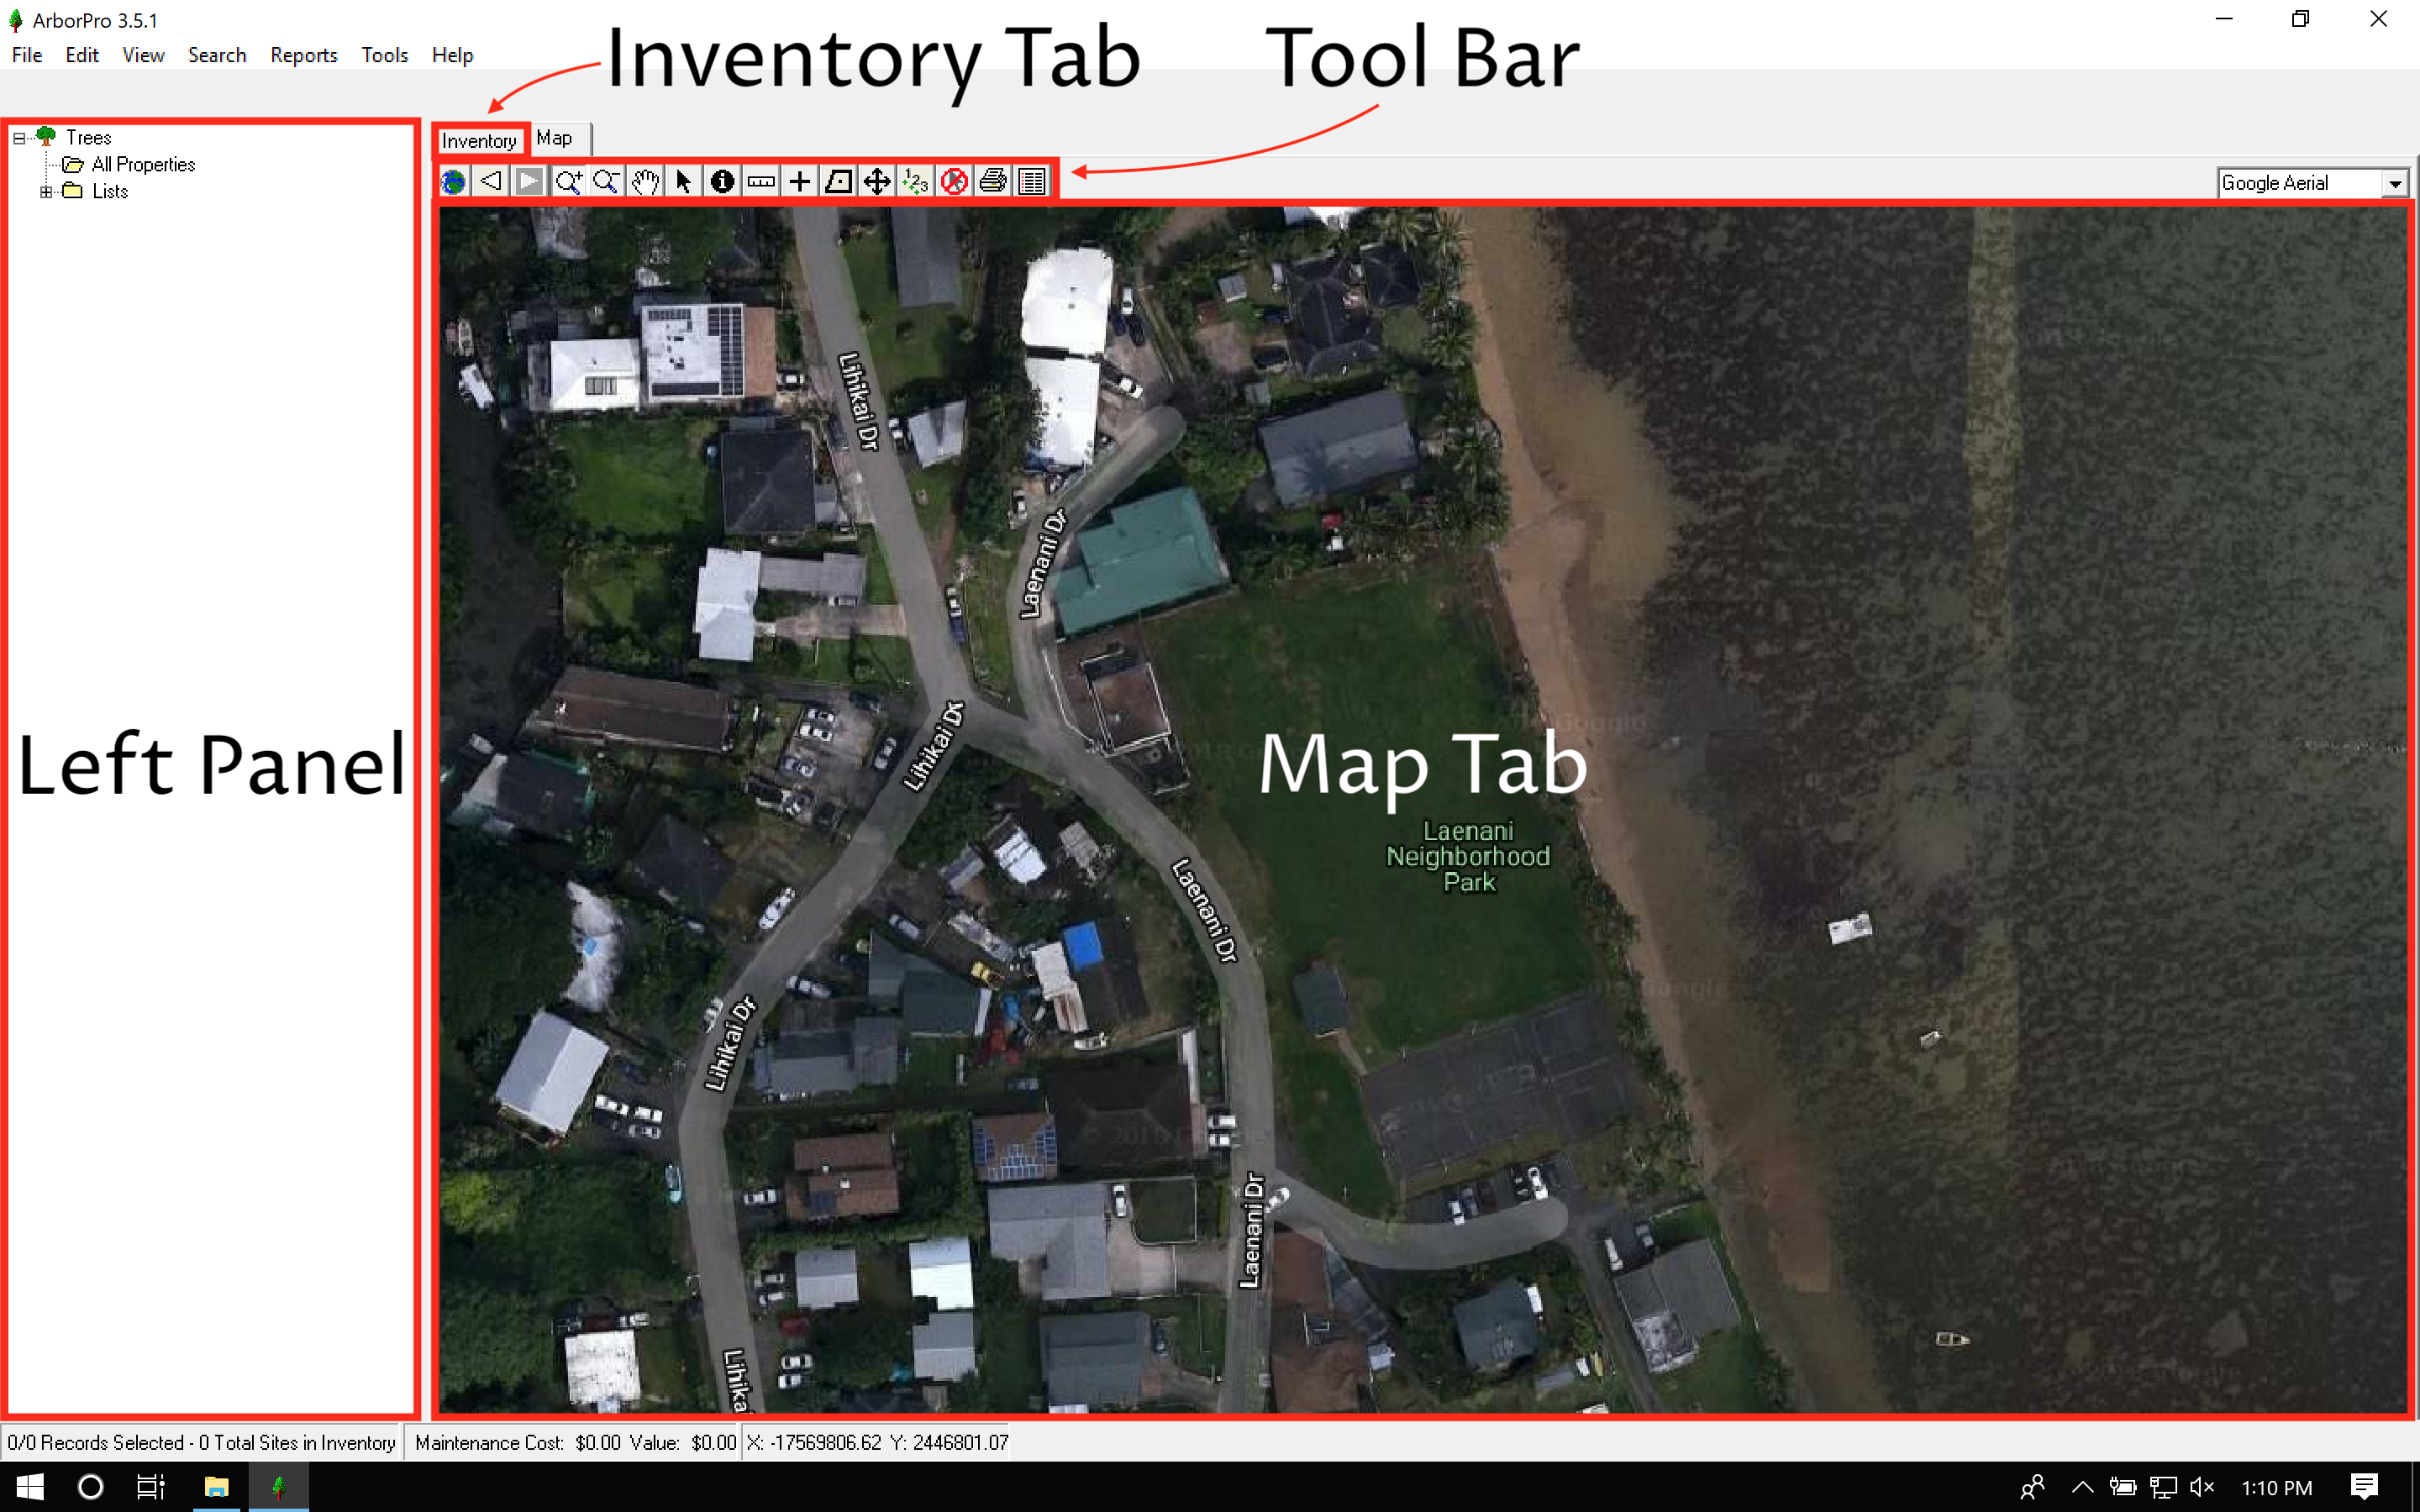 ArborPro 3.5.1
File Edit View Search Reports Tools Help
Inventory Tab
Tool Bar
Trees
All Properties
Lists
Inventory
Map
Google Aerial
Lihikai Dr
Laenani Dr
Lihikai Dr
Left Panel
Map Tab
Laenani
Neighborhood
Park
Laenani Dr
Lihikai Dr
Laenani Dr
Lihika
0/0 Records Selected - 0 Total Sites in Inventory
Maintenance Cost: $0.00 Value: $0.00
X: -17569806.62 Y: 2446801.07
1:10 PM